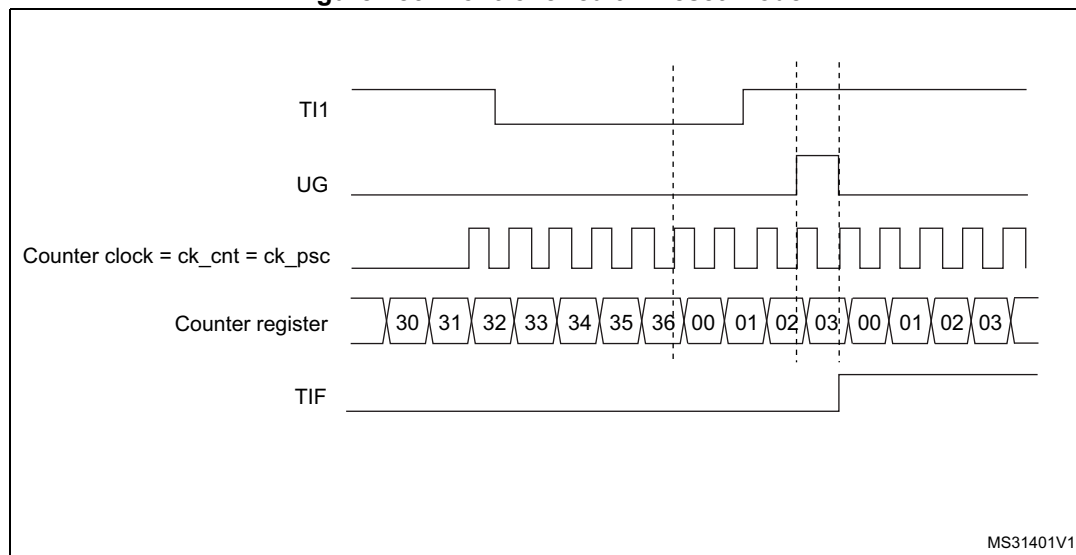 TI1
UG
Counter clock = ck_cnt = ck_psc
Counter register 30 31 32 33 34 35 36 00 01 02 03 00 01 02 03
TIF
MS31401V1